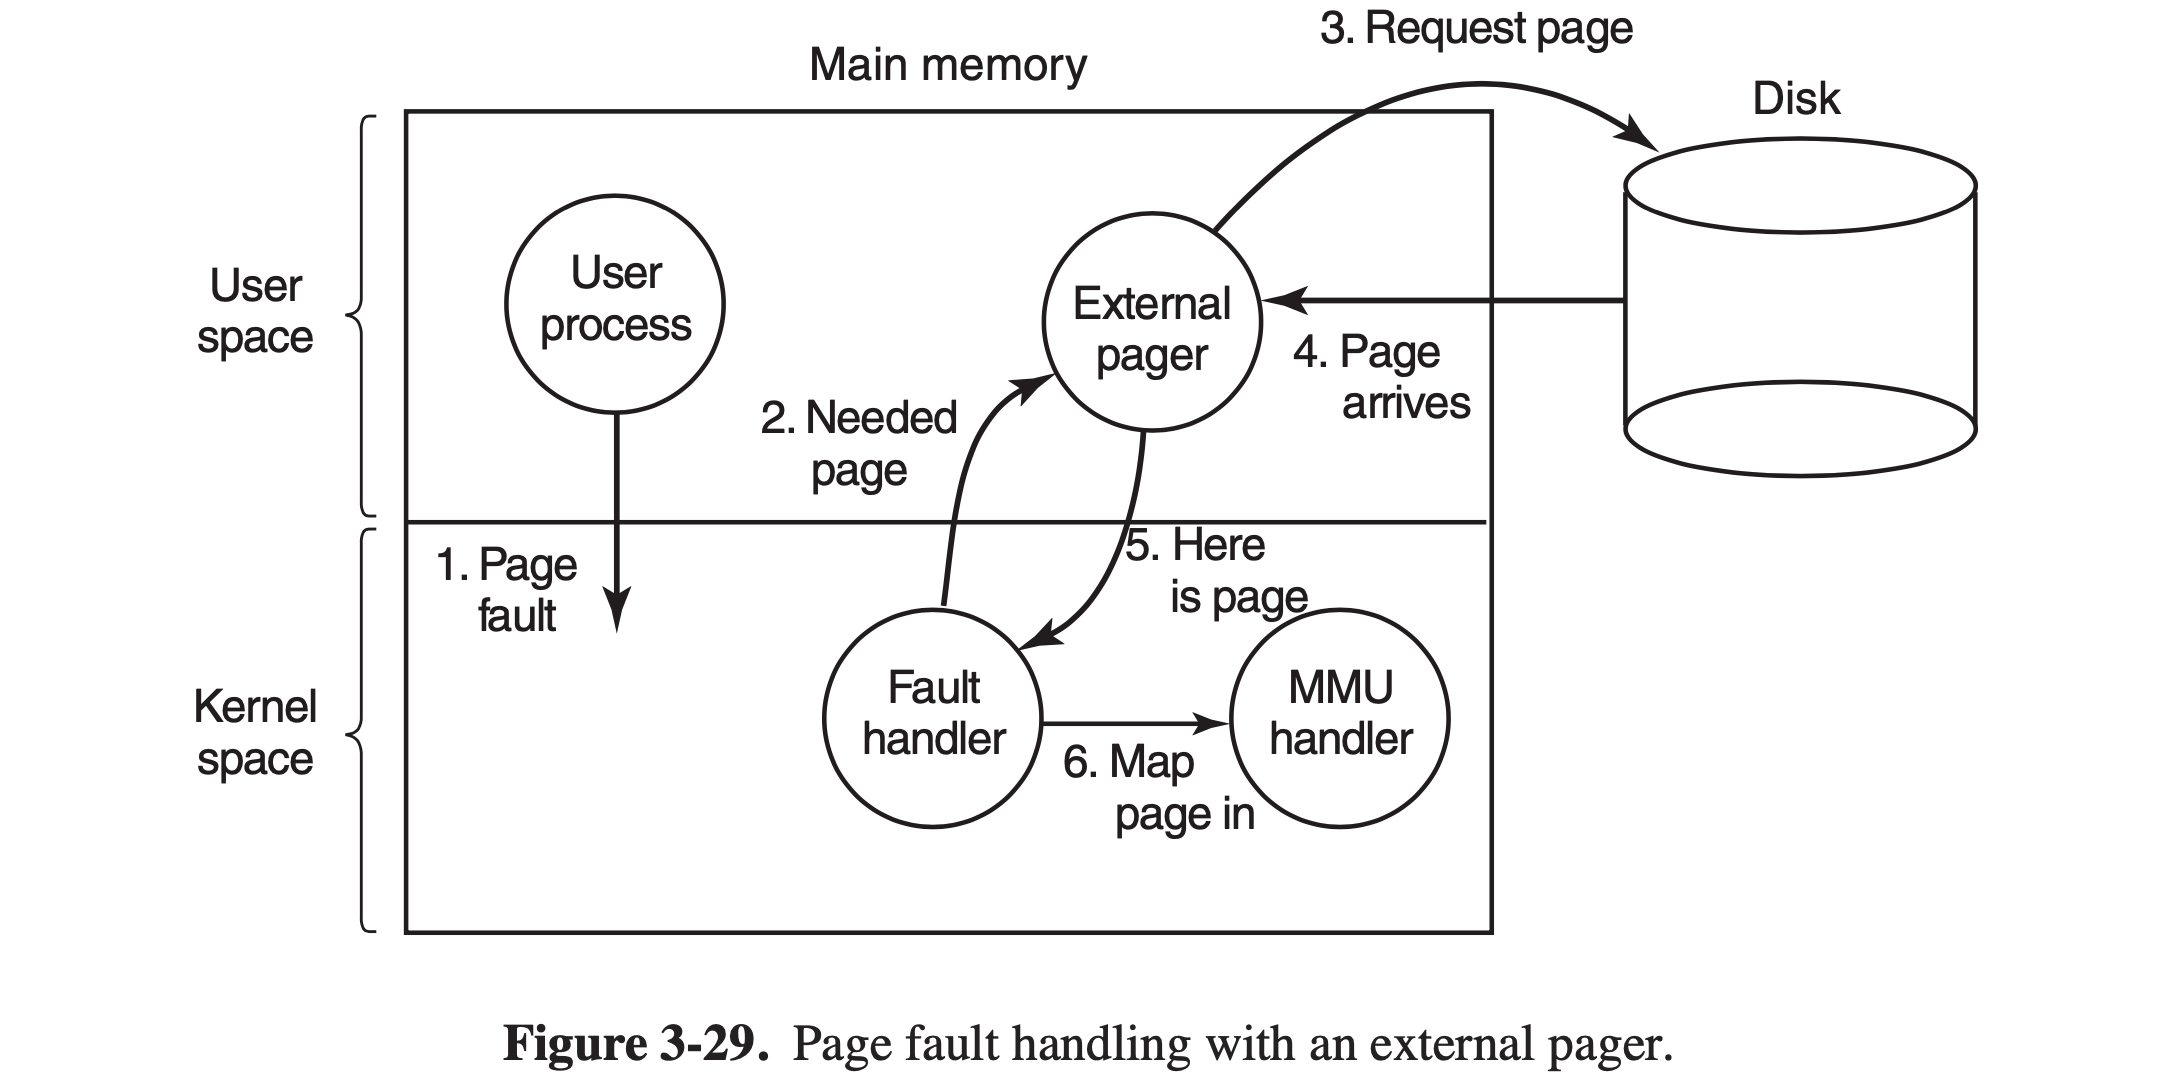 3. Request page
Main memory
Disk
User
space
User
process
External
pager
4. Page
arrives
2. Needed
page
1. Page
fault
5. Here
is page
Kernel
space
Fault
handler
MMU
handler
6. Map
page in
Figure 3-29. Page fault handling with an external pager.